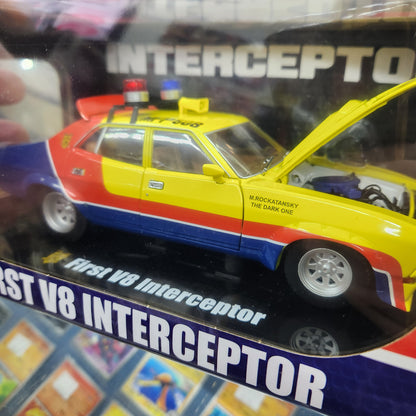 INTERCEPTO
M.ROCKATANSKY
THE DARK ONE
First V8 Interceptor
RST V8 INTERCEPTOR